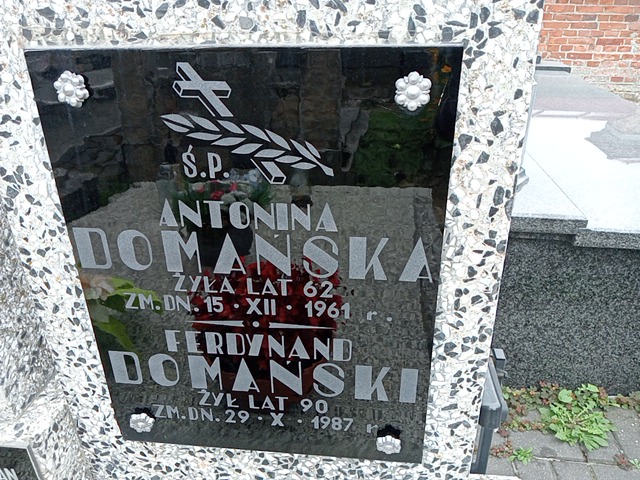 Ś.P.
ANTONINA
DOMAŃSKA
ŻYŁA LAT 62
ZM. DN. 15 · XII · 1961 r.
FERDYNAND
DOMAŃSKI
ŻYŁ LAT 90
ZM. DN. 29 · X · 1987 r